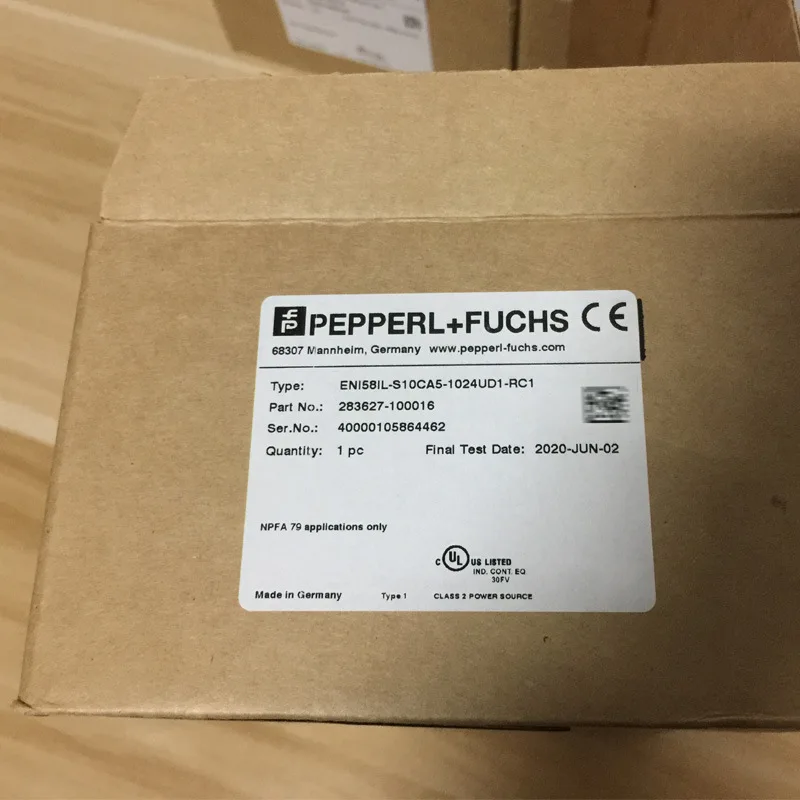 PEPPERL+FUCHS CE
68307 Mannheim, Germany www.pepperl-fuchs.com
Type: ENI58IL-S10CA5-1024UD1-RC1
Part No.: 283627-100016
Ser.No.: 40000105864462
Quantity: 1 pc Final Test Date: 2020-JUN-02
NPFA 79 applications only
c UL US LISTED
IND. CONT. EQ
30FV
Made in Germany Type 1 CLASS 2 POWER SOURCE